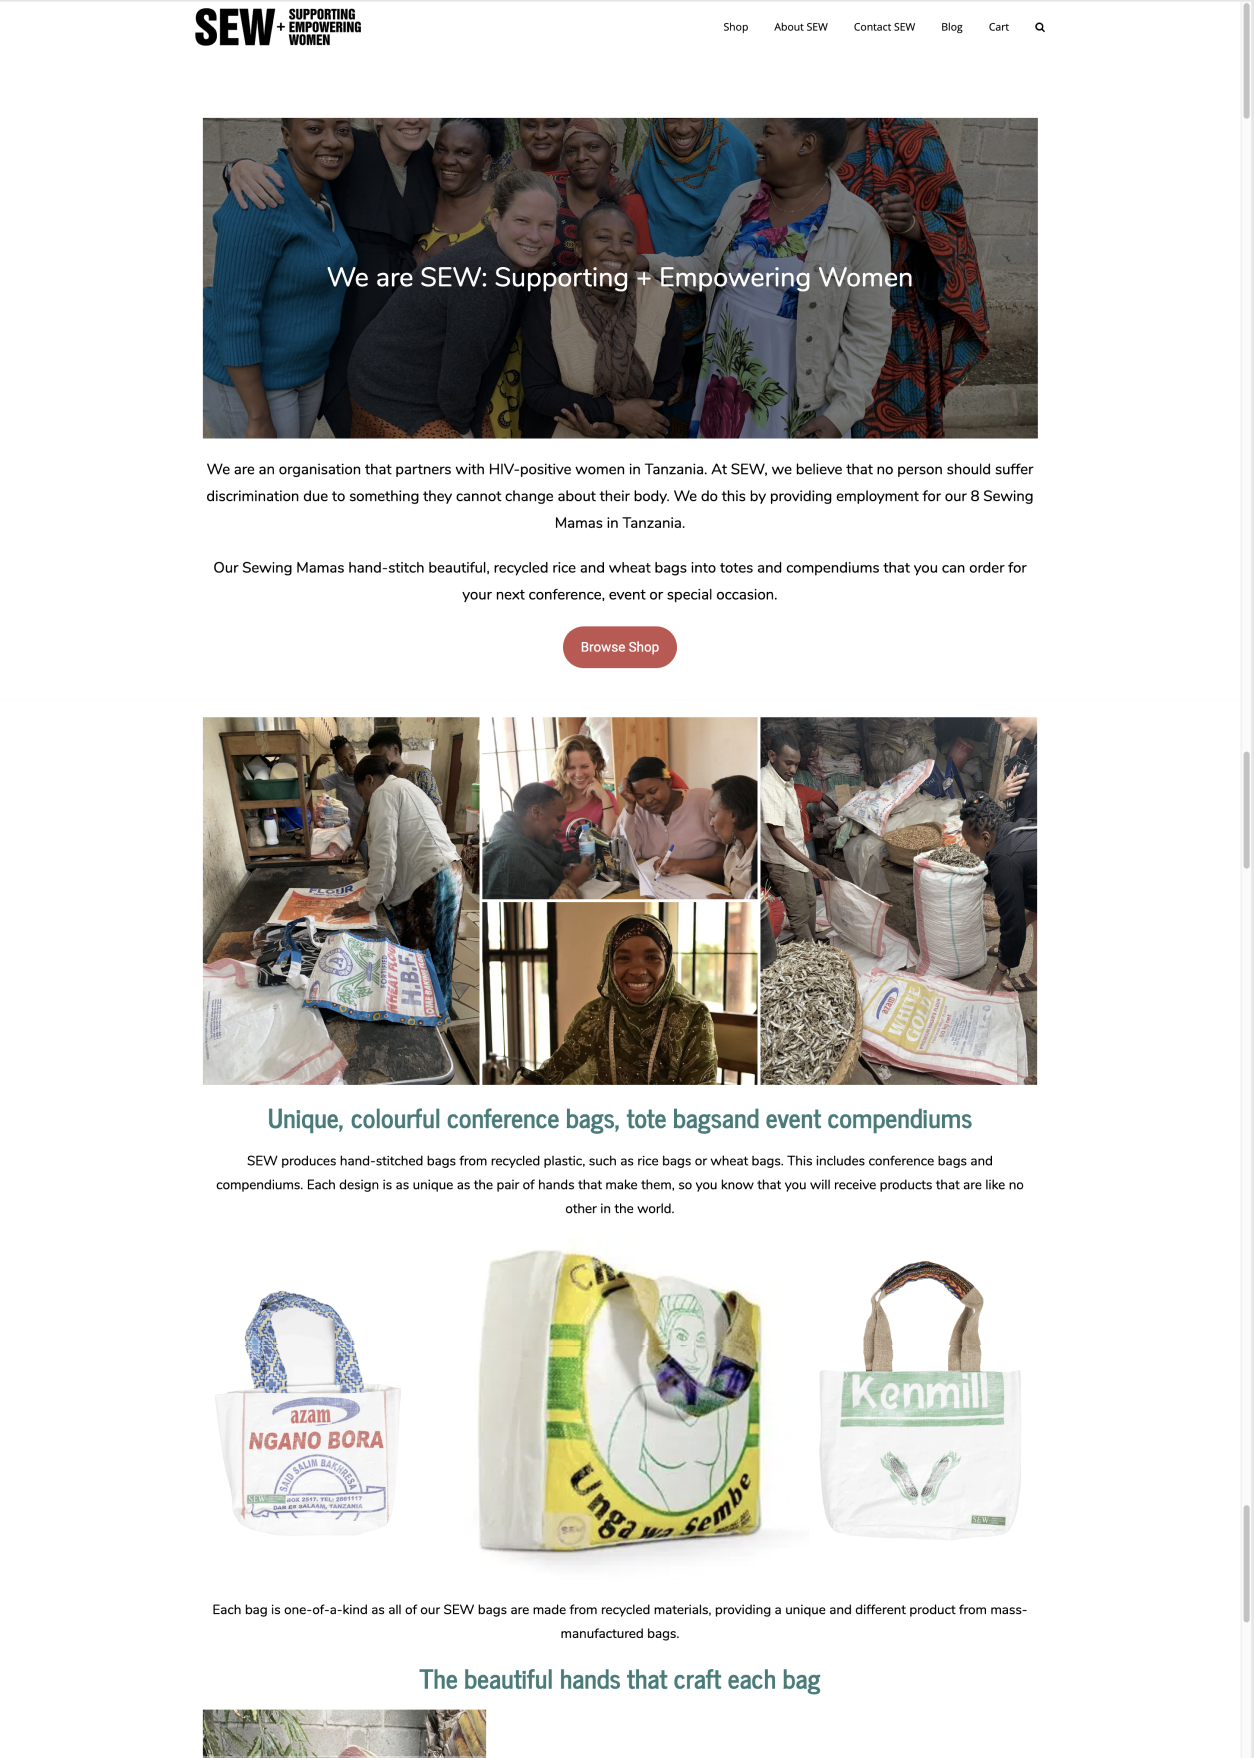 SEW + SUPPORTING
EMPOWERING
WOMEN
Shop About SEW Contact SEW Blog Cart
We are SEW: Supporting + Empowering Women
We are an organisation that partners with HIV-positive women in Tanzania. At SEW, we believe that no person should suffer
discrimination due to something they cannot change about their body. We do this by providing employment for our 8 Sewing
Mamas in Tanzania.
Our Sewing Mamas hand-stitch beautiful, recycled rice and wheat bags into totes and compendiums that you can order for
your next conference, event or special occasion.
Browse Shop
FLOUR
FORTIFIED
WHEAT FLOUR
H.B.F.
azam
WHITE
GOLD
Unique, colourful conference bags, tote bagsand event compendiums
SEW produces hand-stitched bags from recycled plastic, such as rice bags or wheat bags. This includes conference bags and
compendiums. Each design is as unique as the pair of hands that make them, so you know that you will receive products that are like no
other in the world.
azam
NGANO BORA
SAID SALIM BAKHRESA
BOX 2517. TEL: 2861117
DAR ES SALAAM, TANZANIA
SEW
Unga wa Sembe
SEW
Kenmill
SEW
Each bag is one-of-a-kind as all of our SEW bags are made from recycled materials, providing a unique and different product from mass-
manufactured bags.
The beautiful hands that craft each bag